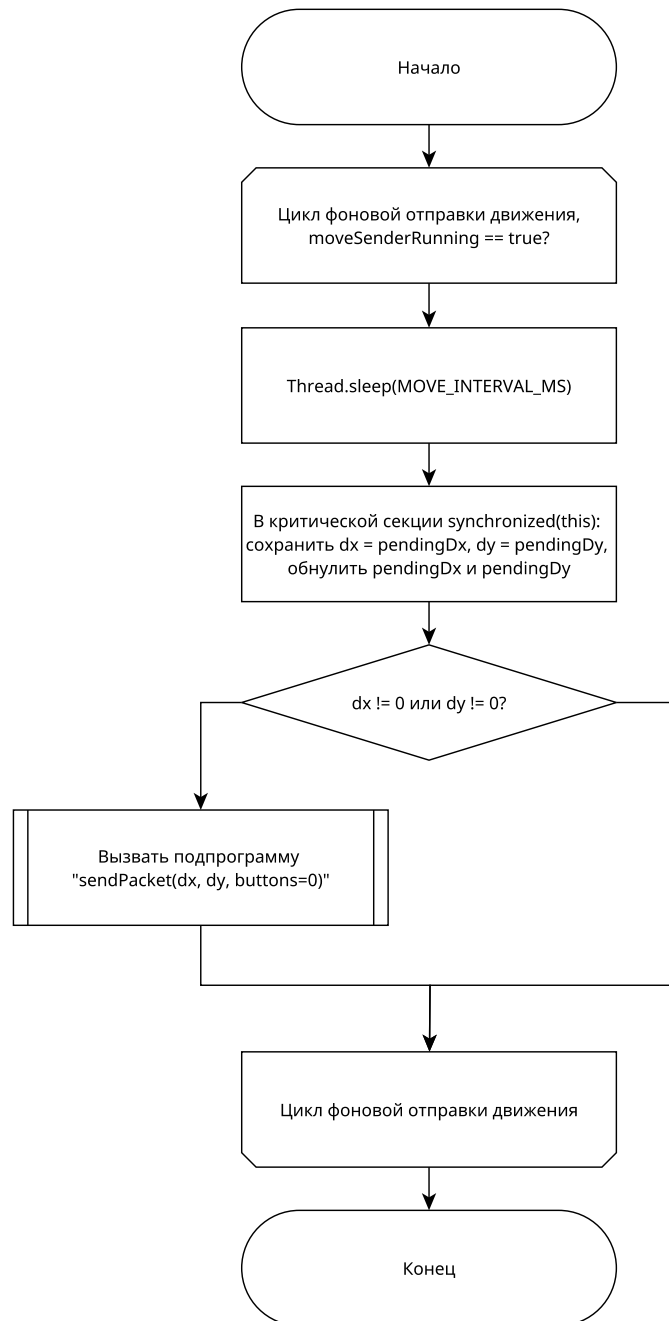 Начало
Цикл фоновой отправки движения,
moveSenderRunning == true?
Thread.sleep(MOVE_INTERVAL_MS)
В критической секции synchronized(this):
сохранить dx = pendingDx, dy = pendingDy,
обнулить pendingDx и pendingDy
dx != 0 или dy != 0?
Вызвать подпрограмму
"sendPacket(dx, dy, buttons=0)"
Цикл фоновой отправки движения
Конец